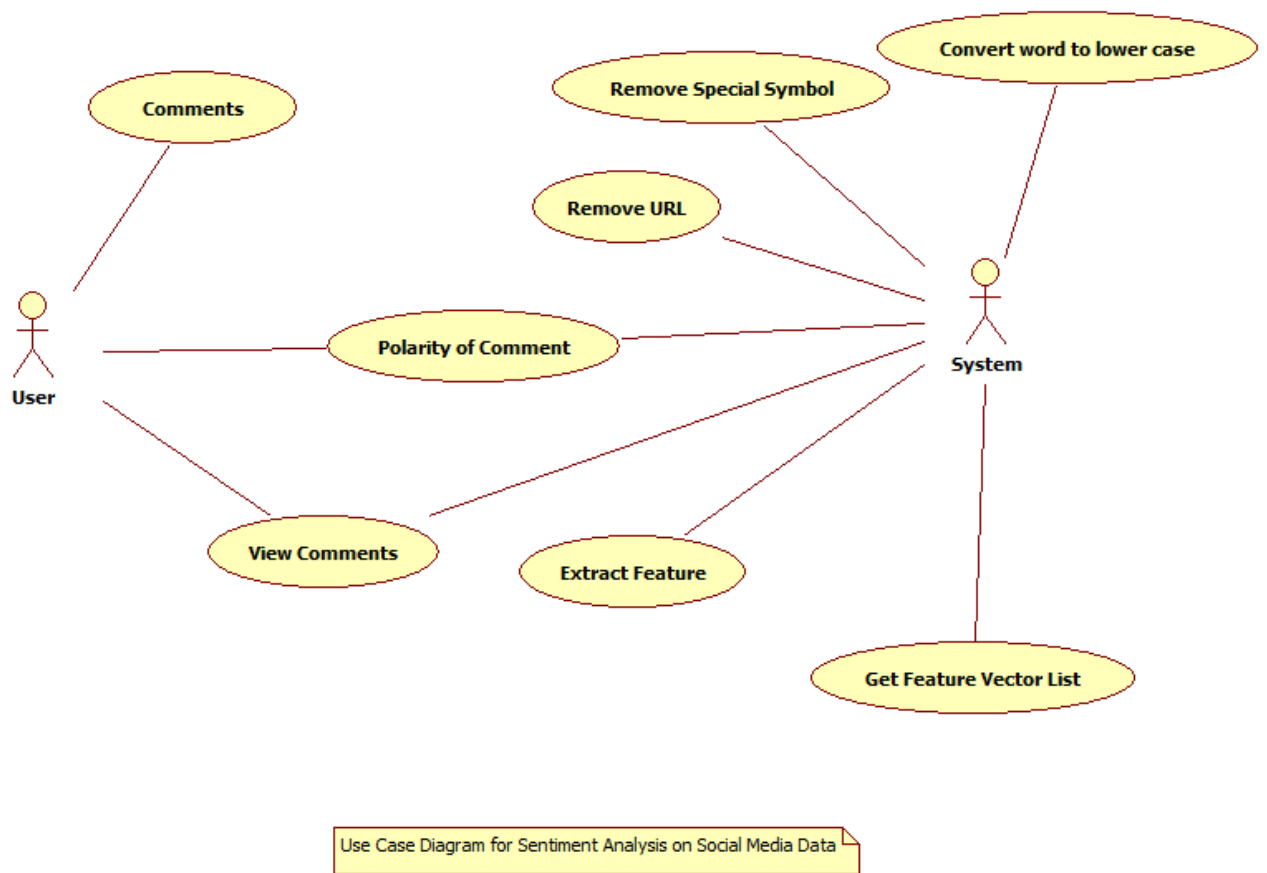 Convert word to lower case
Remove Special Symbol
Comments
Remove URL
Polarity of Comment
System
User
View Comments
Extract Feature
Get Feature Vector List
Use Case Diagram for Sentiment Analysis on Social Media Data